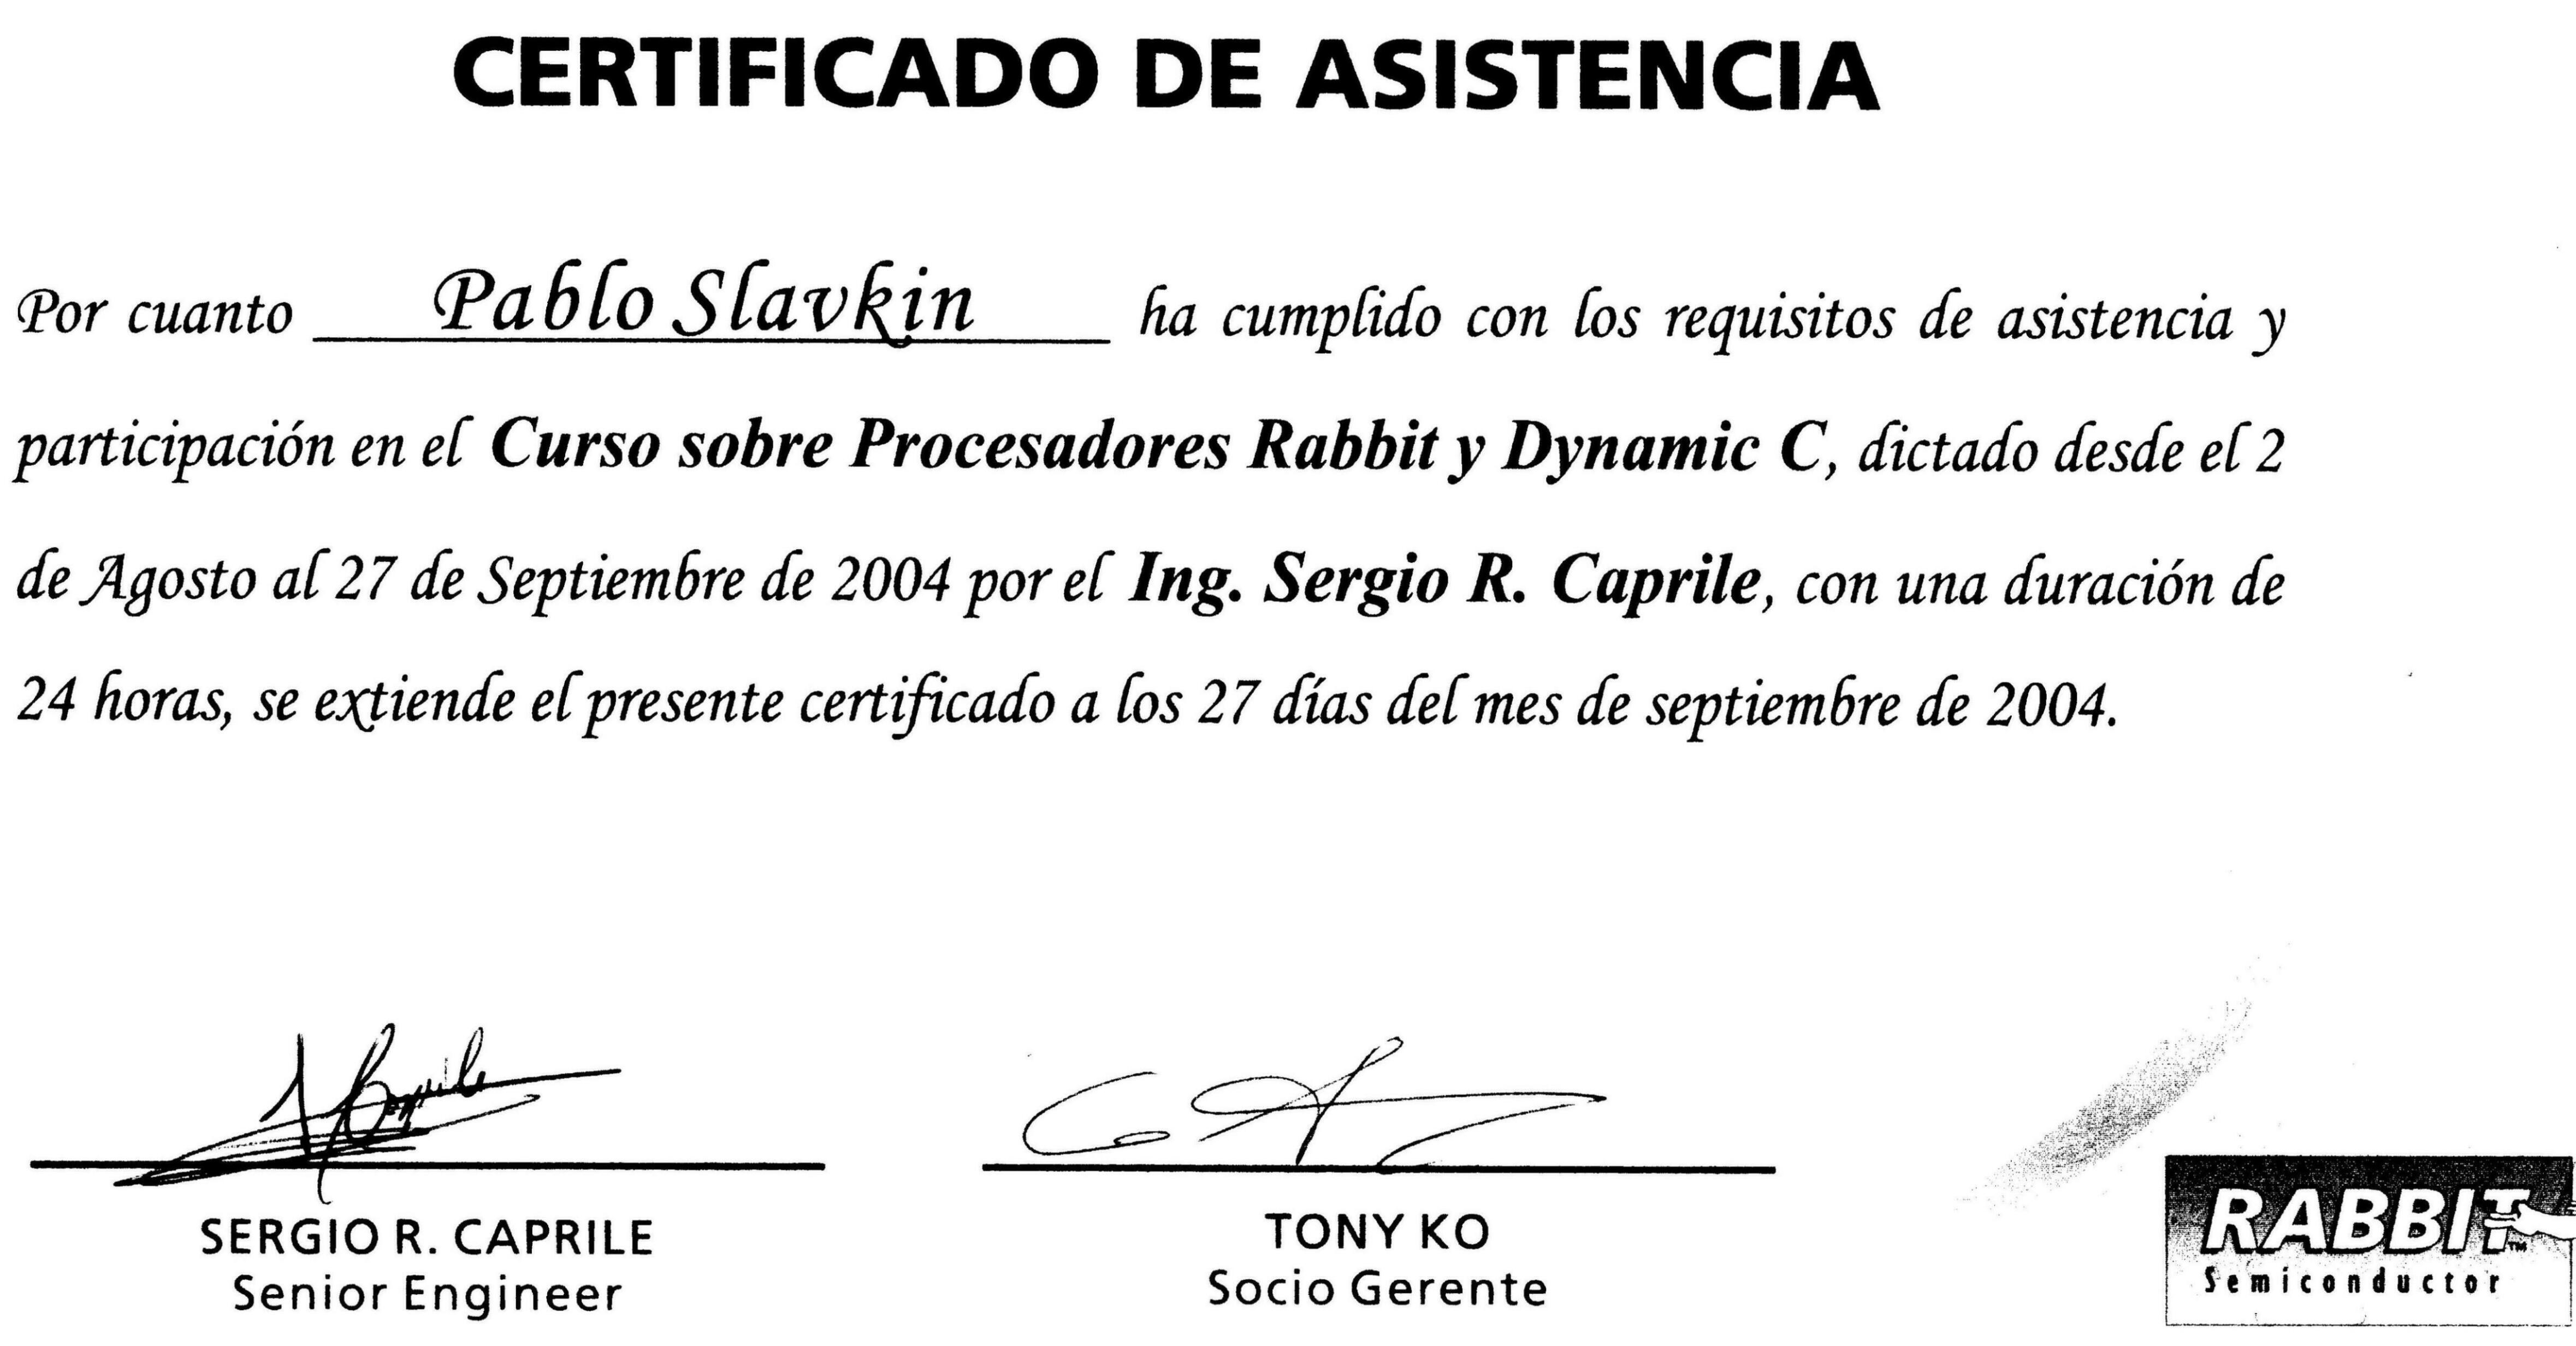 CERTIFICADO DE ASISTENCIA
Por cuanto Pablo Slavkin ha cumplido con los requisitos de asistencia y
participación en el Curso sobre Procesadores Rabbit y Dynamic C, dictado desde el 2
de Agosto al 27 de Septiembre de 2004 por el Ing. Sergio R. Caprile, con una duración de
24 horas, se extiende el presente certificado a los 27 días del mes de septiembre de 2004.
SERGIO R. CAPRILE
Senior Engineer
TONY KO
Socio Gerente
RABBIT™
Semiconductor